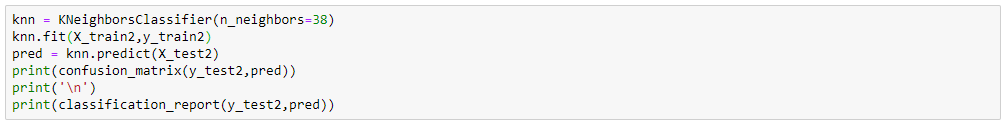 knn = KNeighborsClassifier(n_neighbors=38)
knn.fit(X_train2,y_train2)
pred = knn.predict(X_test2)
print(confusion_matrix(y_test2,pred))
print('\n')
print(classification_report(y_test2,pred))